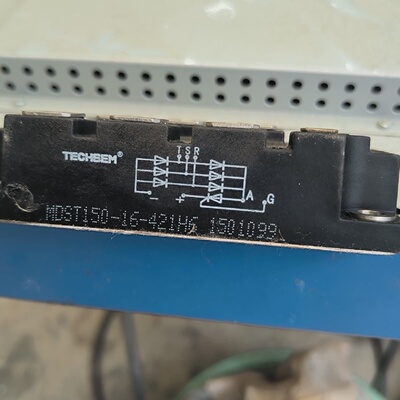 TECHSEM®
T S R
- + A G
MDST150-16-421H6 1501099